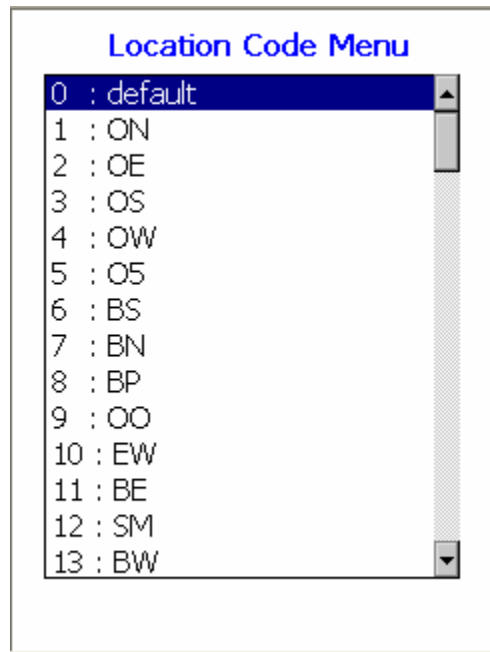 Location Code Menu
0 : default
1 : ON
2 : OE
3 : OS
4 : OW
5 : O5
6 : BS
7 : BN
8 : BP
9 : OO
10 : EW
11 : BE
12 : SM
13 : BW